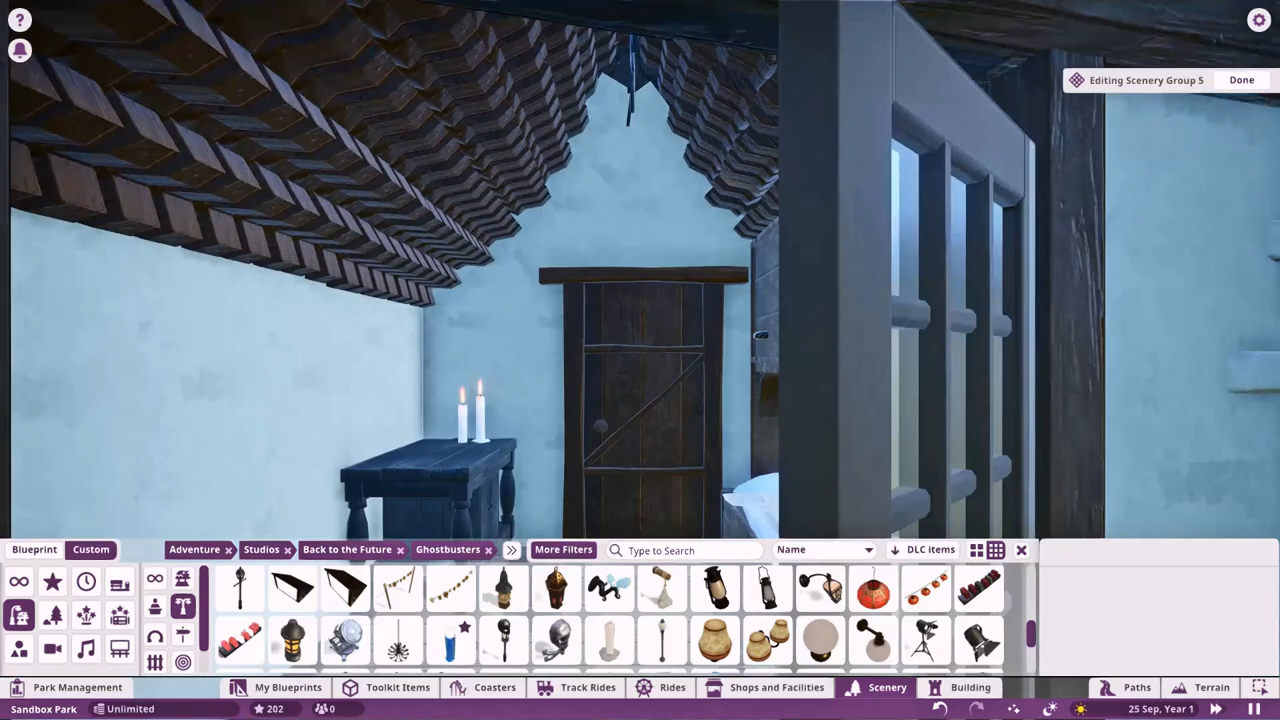 ?
Editing Scenery Group 5 Done
Blueprint Custom Adventure × Studios × Back to the Future × Ghostbusters × » More Filters Type to Search Name DLC items
Park Management My Blueprints Toolkit Items Coasters Track Rides Rides Shops and Facilities Scenery Building Paths Terrain
Sandbox Park Unlimited 202 0 25 Sep, Year 1